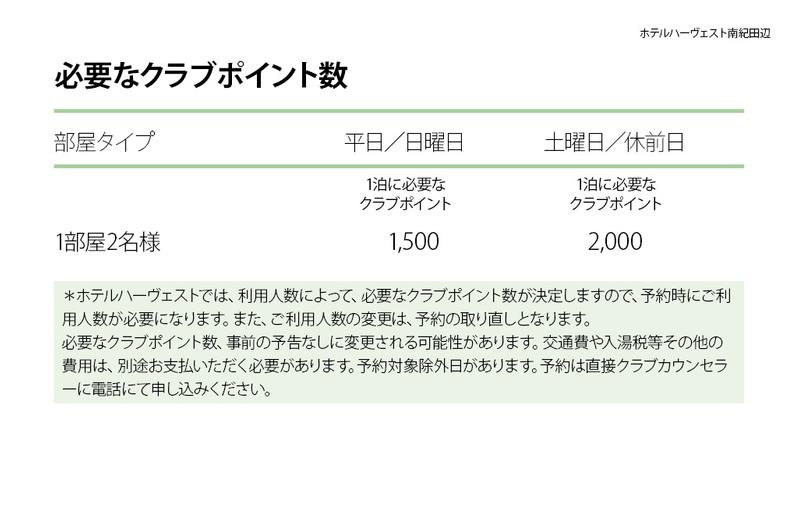 ホテルハーヴェスト南紀田辺
必要なクラブポイント数
部屋タイプ 平日／日曜日 土曜日／休前日
1泊に必要な 1泊に必要な
クラブポイント クラブポイント
1部屋2名様 1,500 2,000
＊ホテルハーヴェストでは、利用人数によって、必要なクラブポイント数が決定しますので、予約時にご利
用人数が必要になります。また、ご利用人数の変更は、予約の取り直しとなります。
必要なクラブポイント数、事前の予告なしに変更される可能性があります。交通費や入湯税等その他の
費用は、別途お支払いただく必要があります。予約対象除外日があります。予約は直接クラブカウンセラ
ーに電話にて申し込みください。